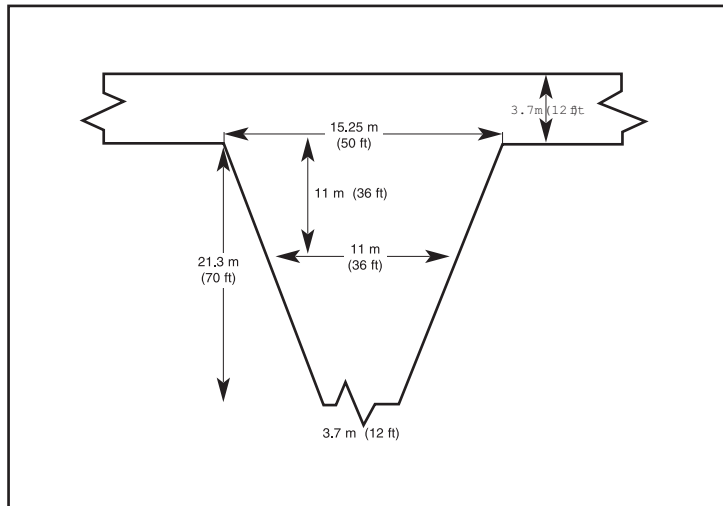 3.7m (12 ft)
15.25 m
(50 ft)
11 m (36 ft)
11 m
(36 ft)
21.3 m
(70 ft)
3.7 m (12 ft)